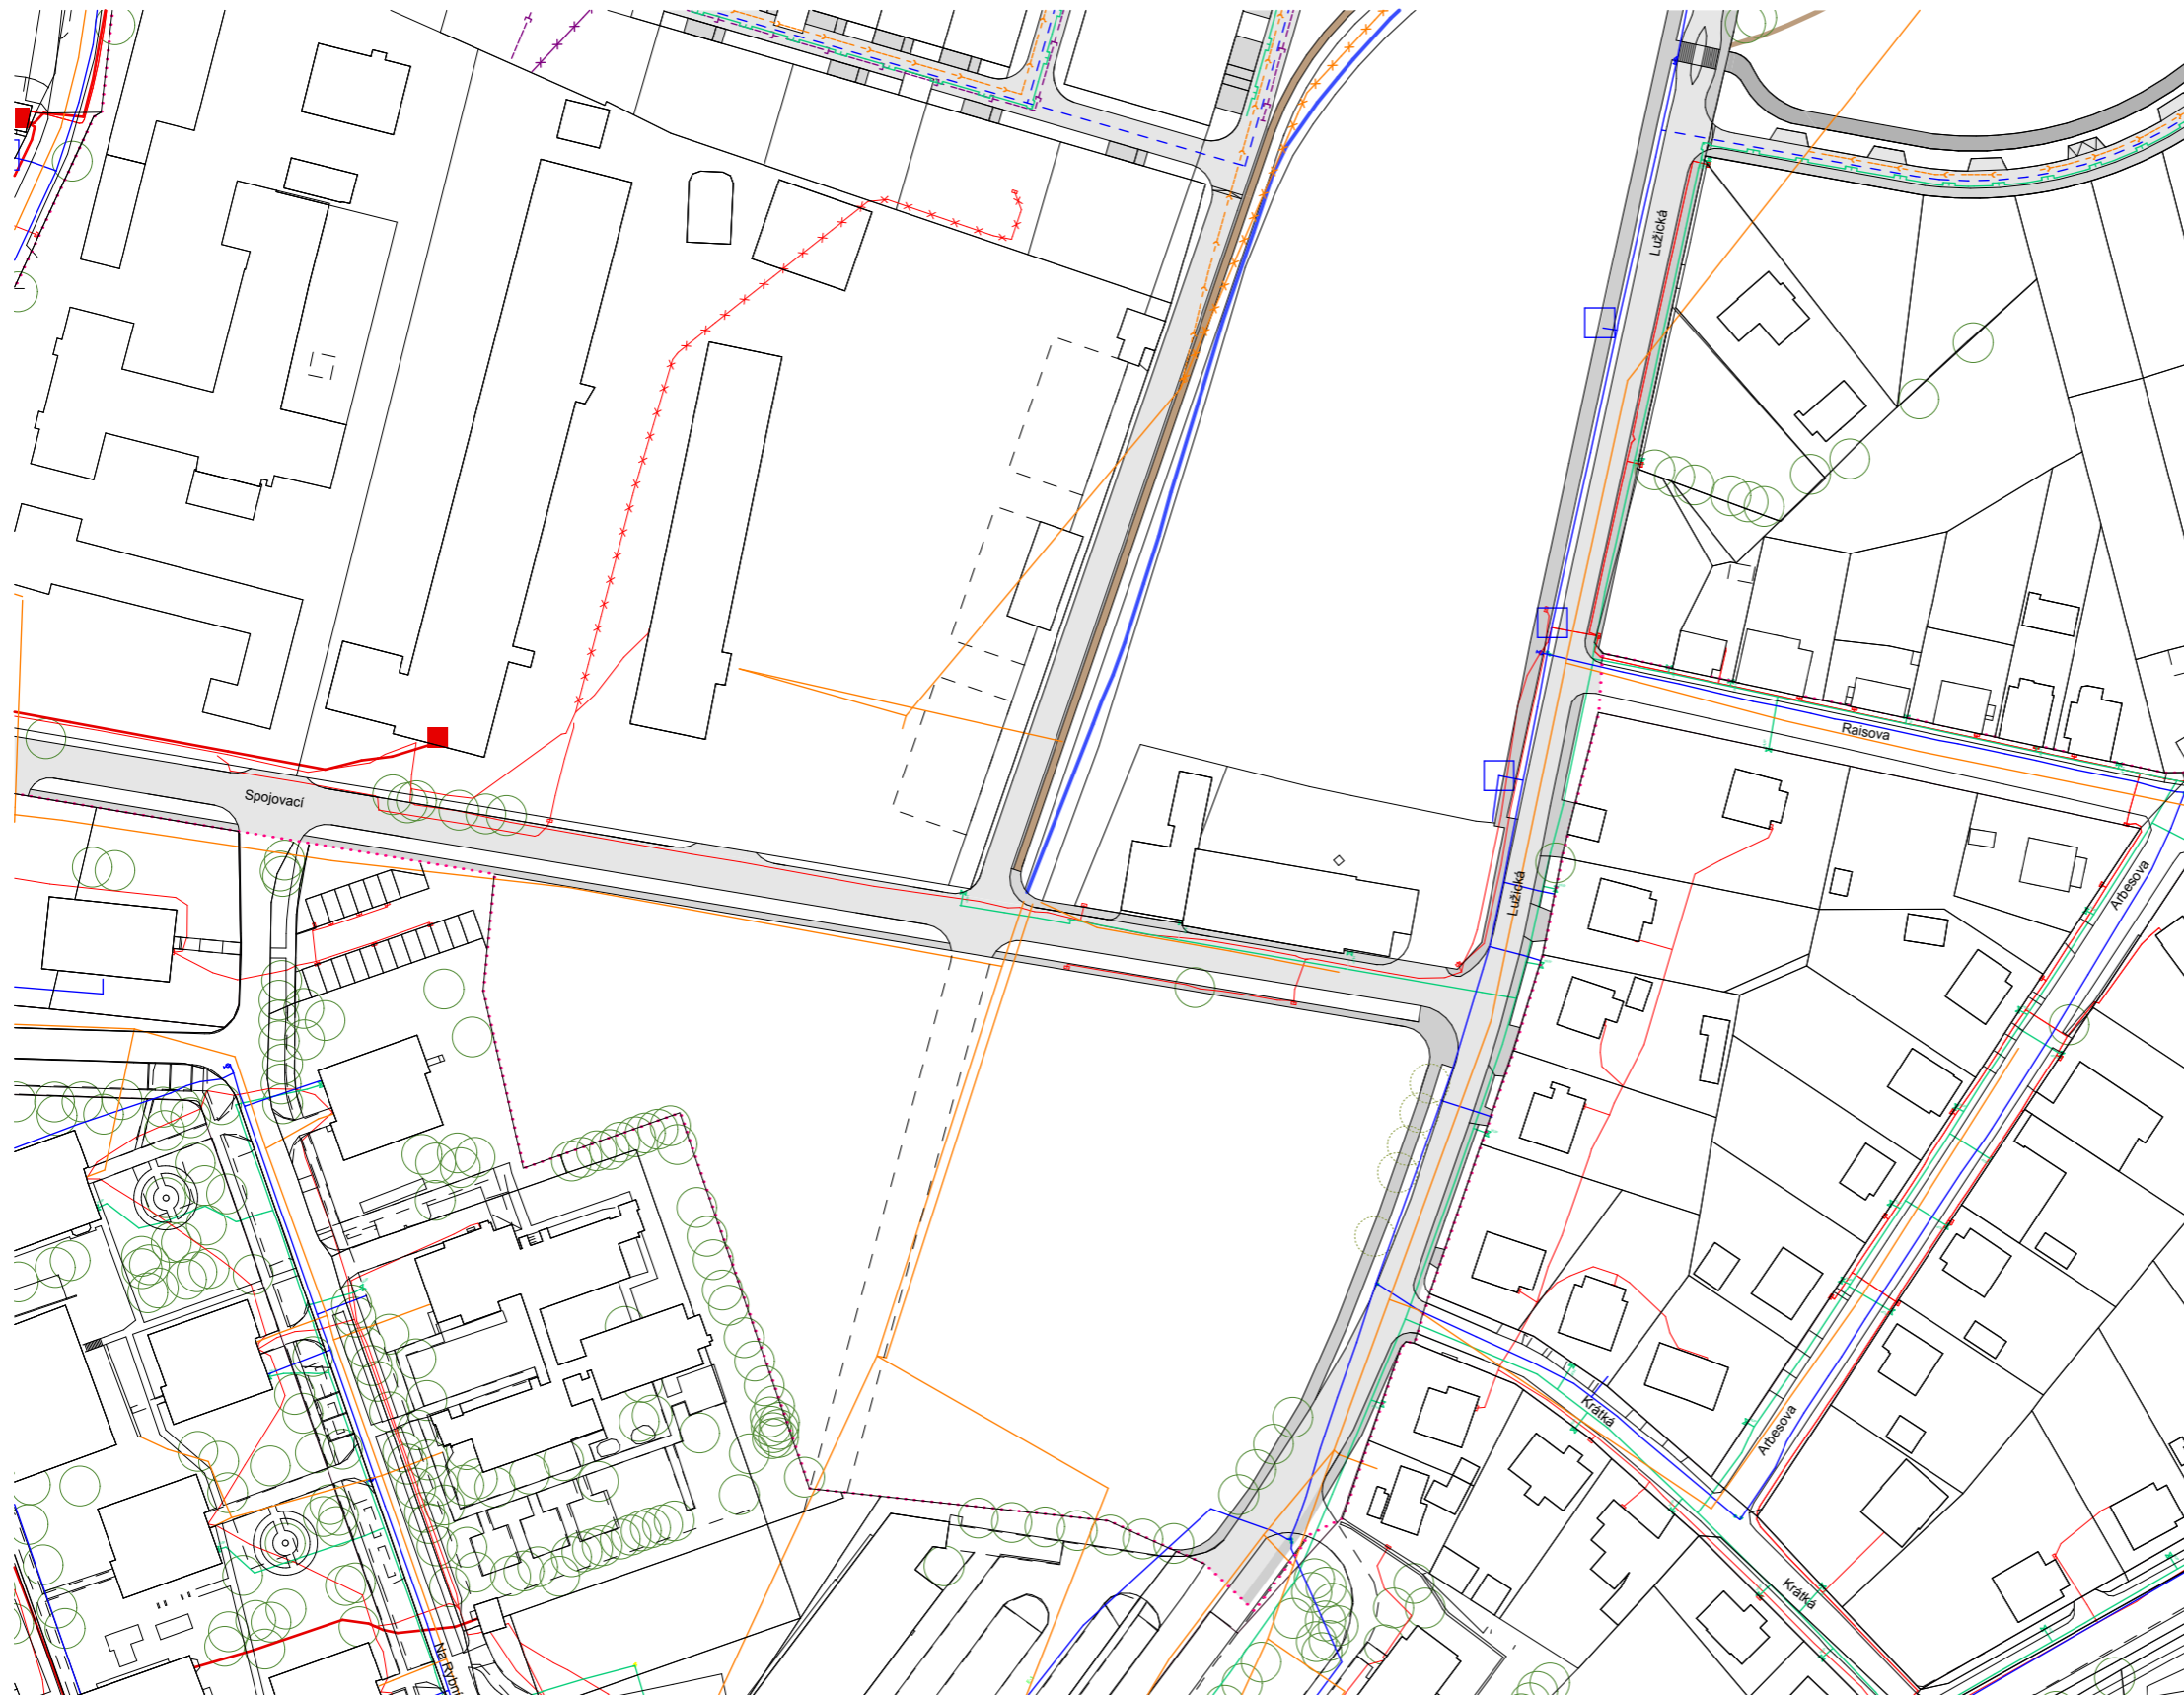 Lužická
Raisova
Spojovací
Lužická
Arbesova
Krátká
Arbesova
Krátká